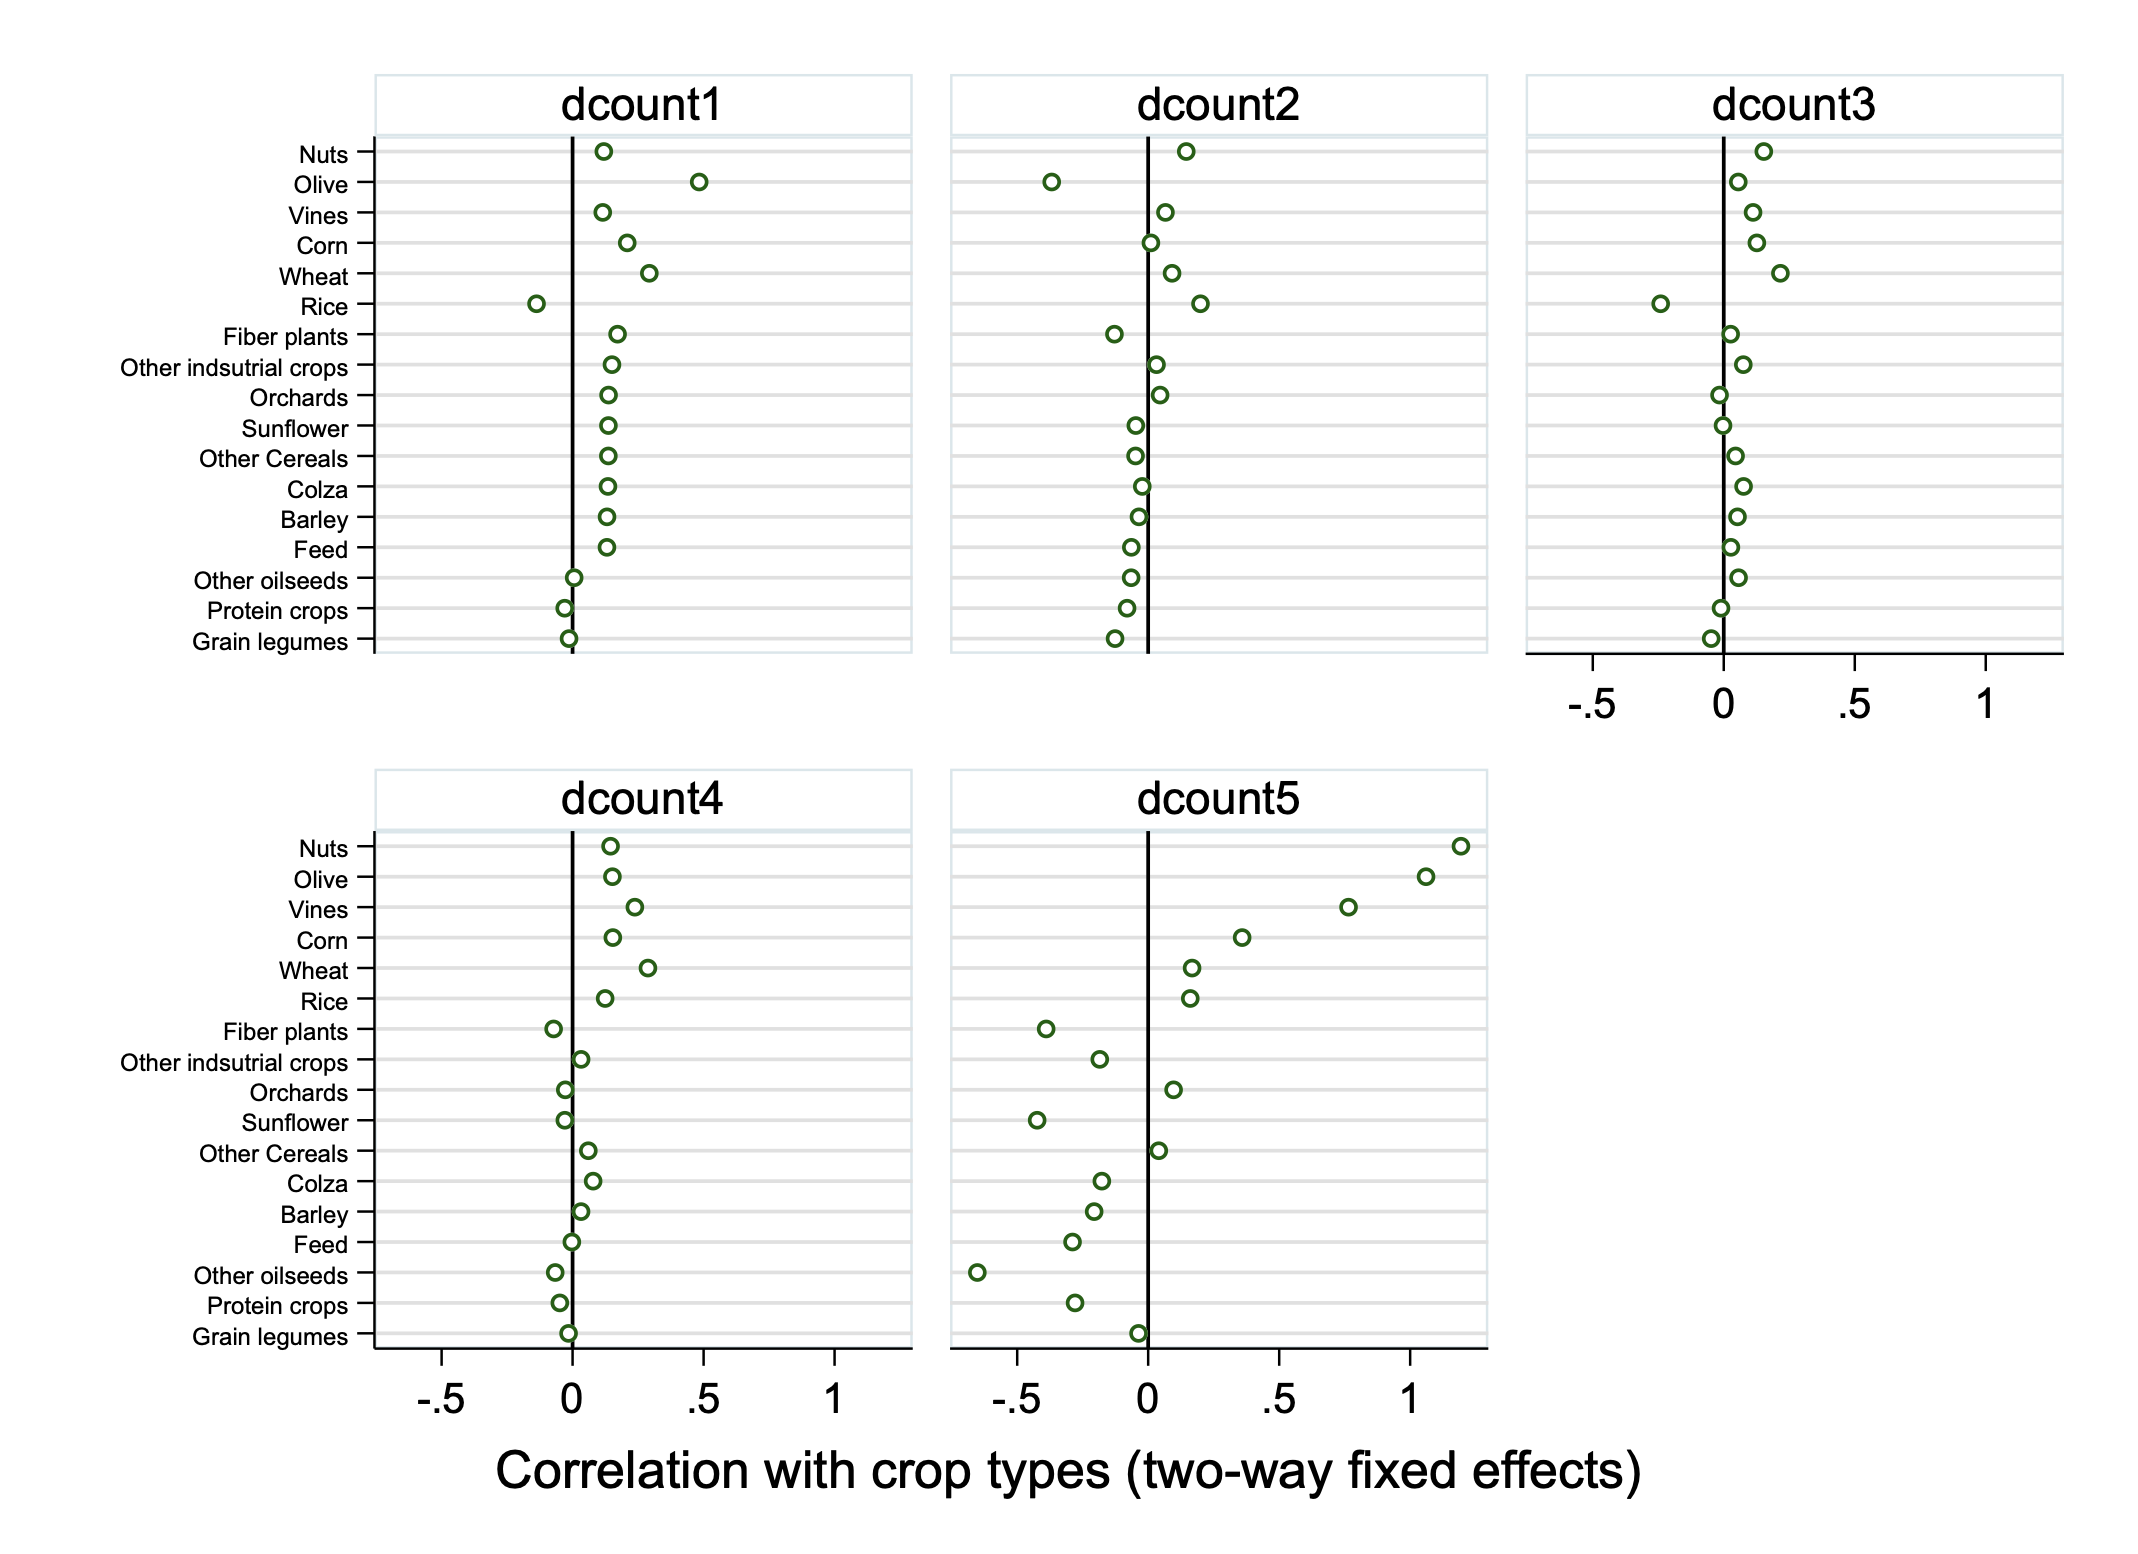 dcount1
dcount2
dcount3
Nuts
Olive
Vines
Corn
Wheat
Rice
Fiber plants
Other indsutrial crops
Orchards
Sunflower
Other Cereals
Colza
Barley
Feed
Other oilseeds
Protein crops
Grain legumes
-.5 0 .5 1
dcount4
dcount5
Nuts
Olive
Vines
Corn
Wheat
Rice
Fiber plants
Other indsutrial crops
Orchards
Sunflower
Other Cereals
Colza
Barley
Feed
Other oilseeds
Protein crops
Grain legumes
-.5 0 .5 1
-.5 0 .5 1
Correlation with crop types (two-way fixed effects)